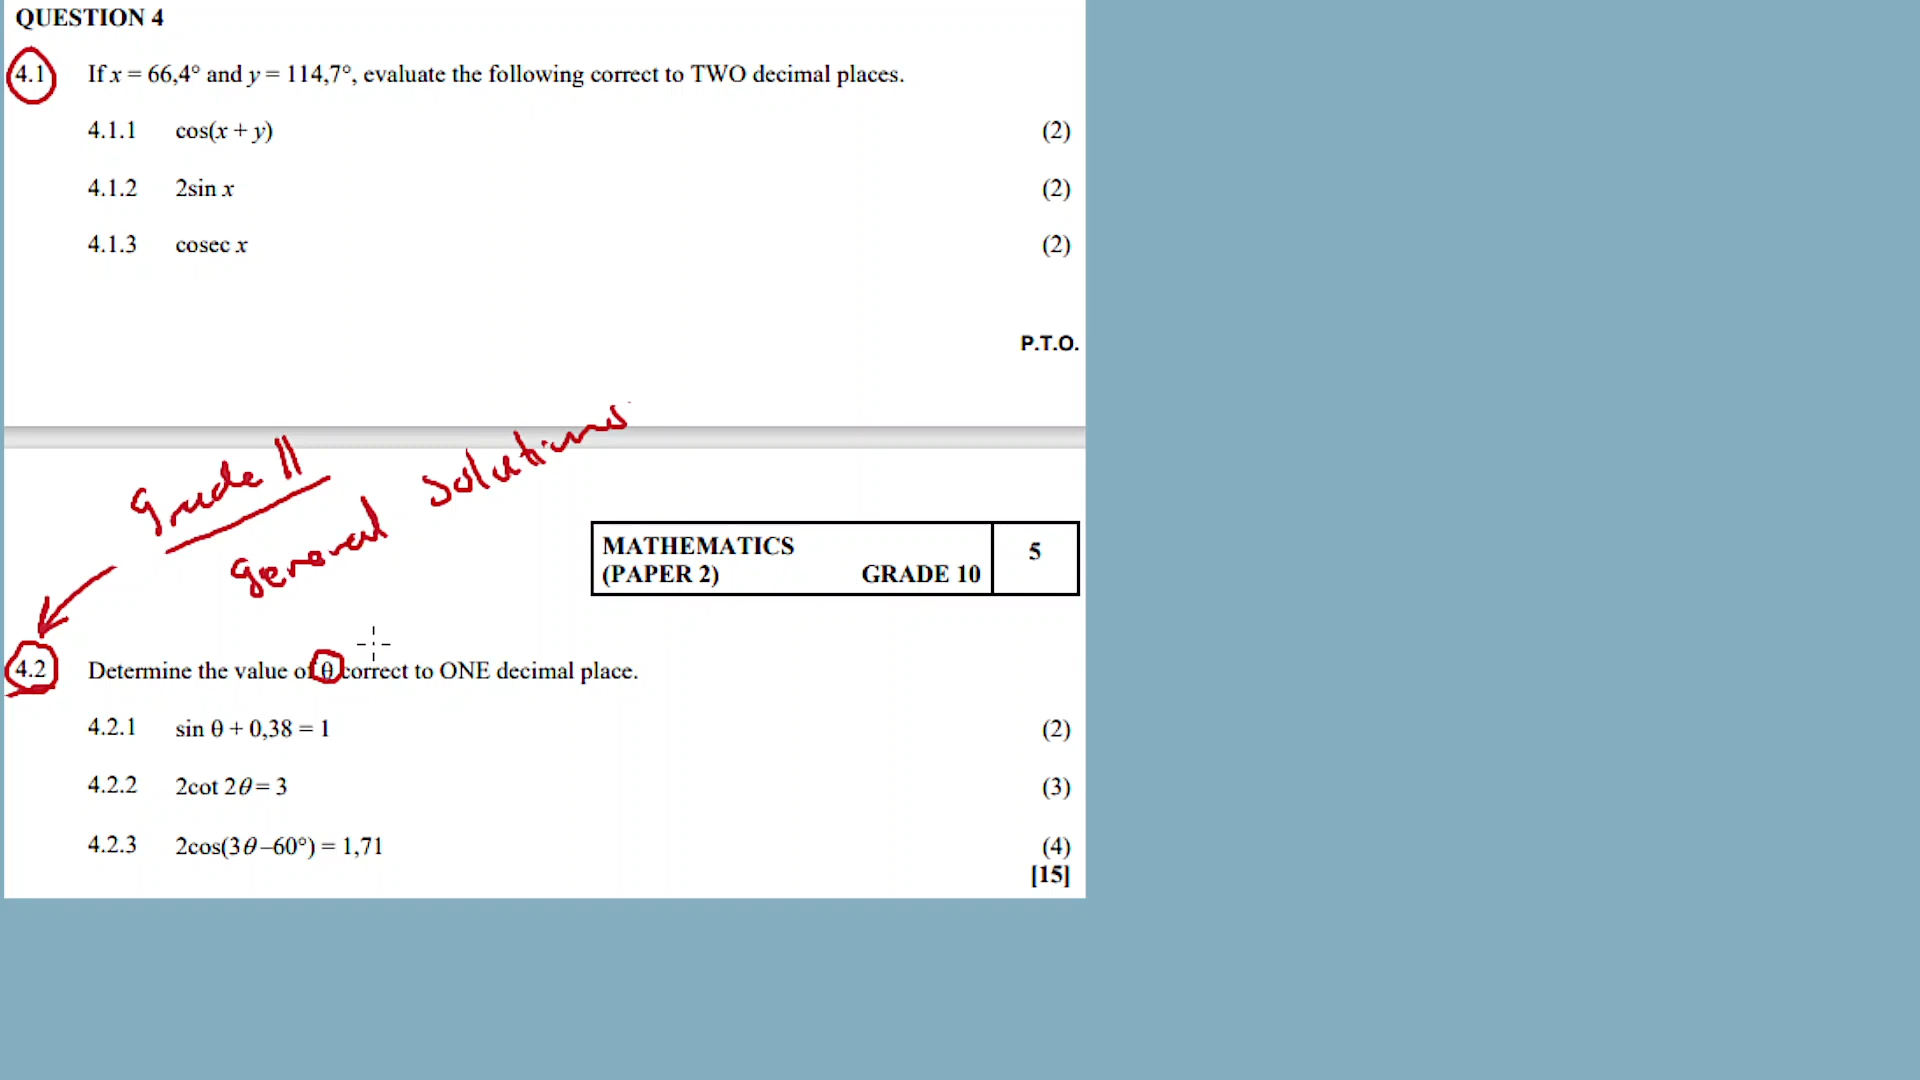 QUESTION 4
4.1 If x = 66,4° and y = 114,7°, evaluate the following correct to TWO decimal places.
4.1.1 cos(x + y) (2)
4.1.2 2sin x (2)
4.1.3 cosec x (2)
P.T.O.
Grade 11
general solutions
MATHEMATICS
(PAPER 2) GRADE 10
5
4.2 Determine the value of θ correct to ONE decimal place.
4.2.1 sin θ + 0,38 = 1 (2)
4.2.2 2cot 2θ = 3 (3)
4.2.3 2cos(3θ–60°) = 1,71 (4)
[15]